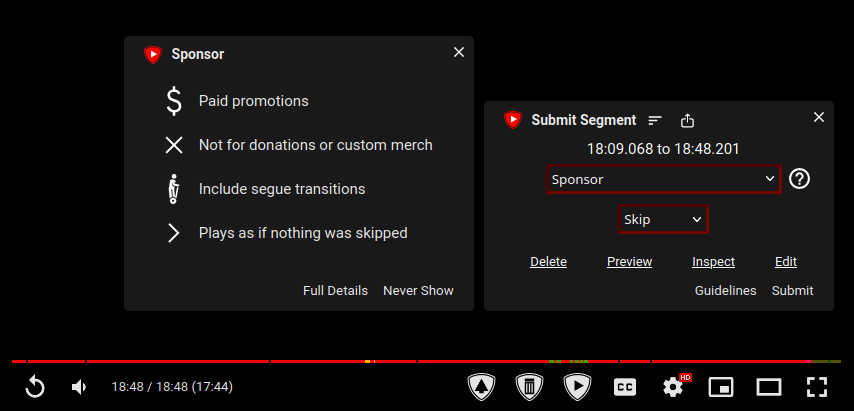 Sponsor
Paid promotions
Not for donations or custom merch
Include segue transitions
Plays as if nothing was skipped
Full Details Never Show
Submit Segment
18:09.068 to 18:48.201
Sponsor
Skip
Delete Preview Inspect Edit
Guidelines Submit
18:48 / 18:48 (17:44)
CC
HD